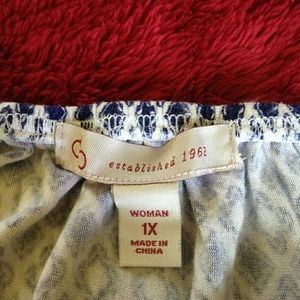 established 196
WOMAN
1X
MADE IN
CHINA